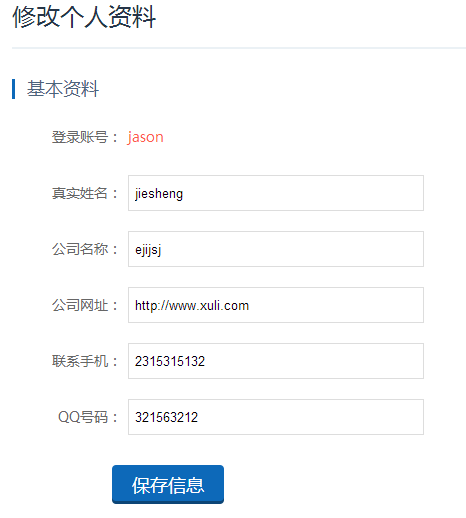 修改个人资料
基本资料
登录账号： jason
真实姓名： jiesheng
公司名称： ejijsj
公司网址： http://www.xuli.com
联系手机： 2315315132
QQ号码： 321563212
保存信息